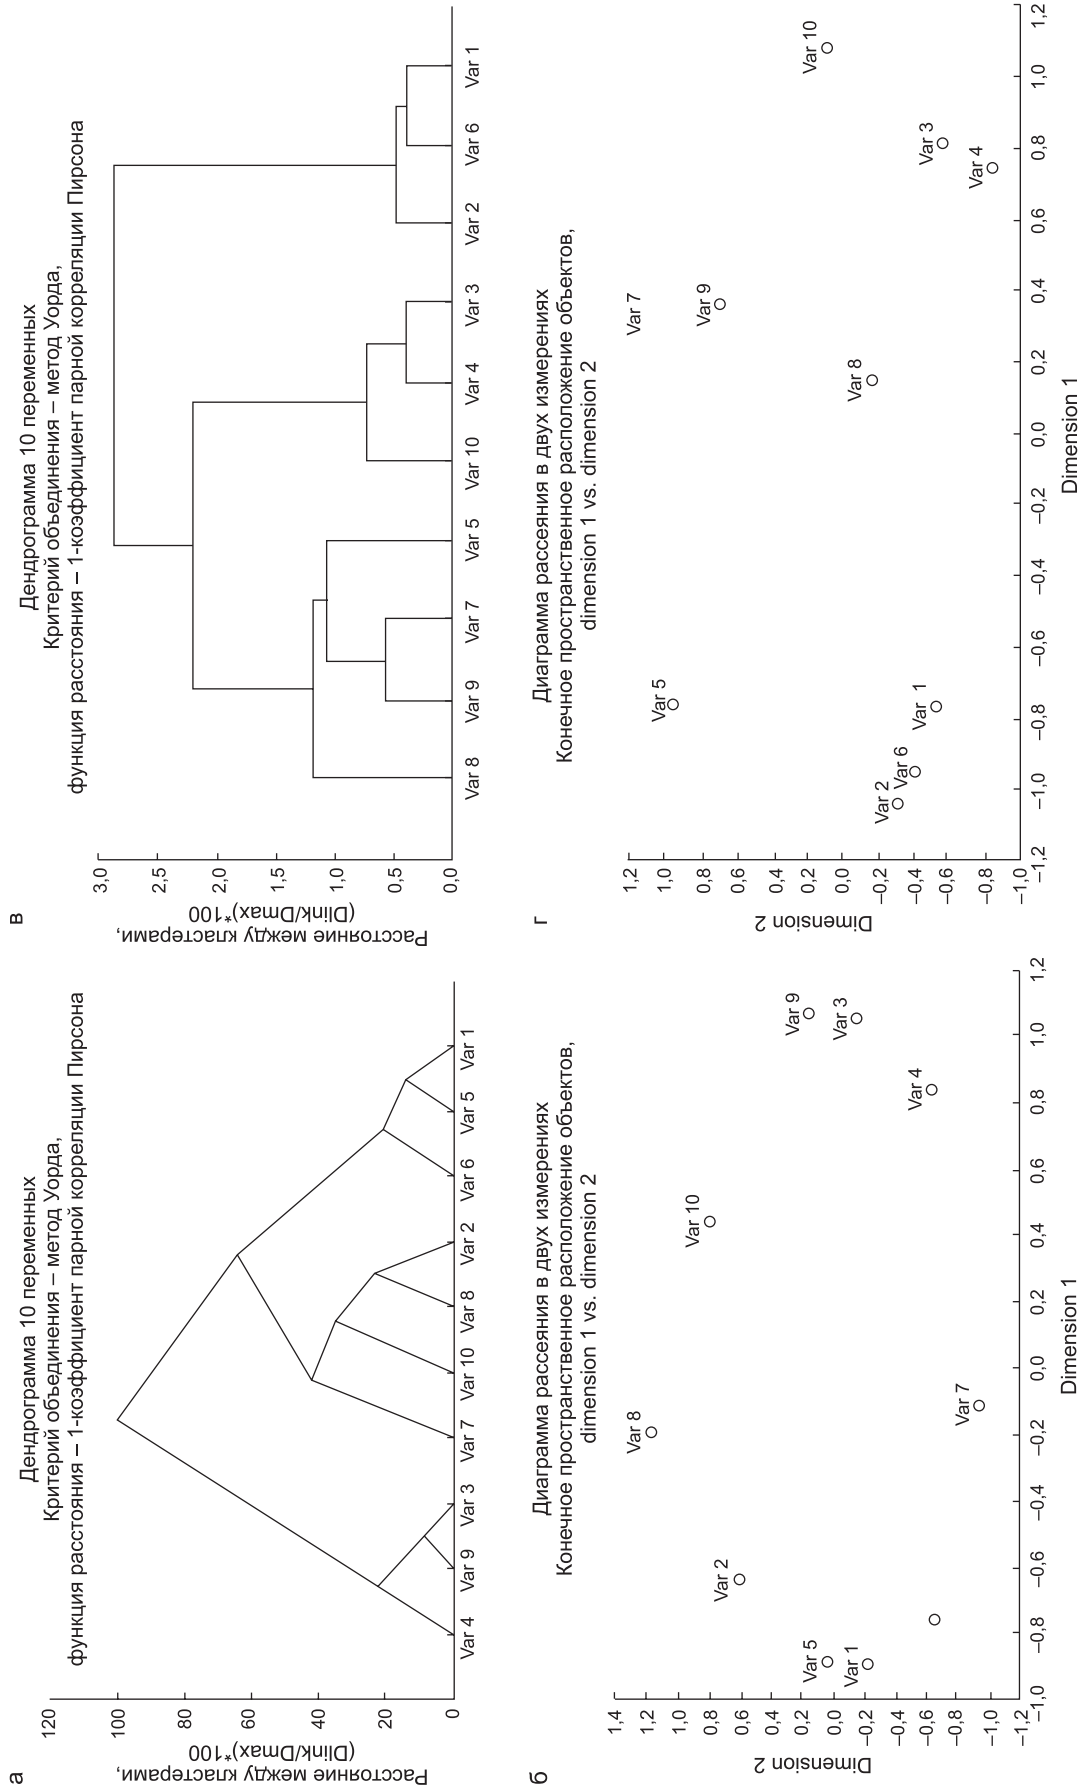 а
Дендрограмма 10 переменных
Критерий объединения – метод Уорда,
функция расстояния – 1-коэффициент парной корреляции Пирсона
Расстояние между кластерами,
(Dlink/Dmax)*100
120
100
80
60
40
20
0
Var 4
Var 9
Var 3
Var 7
Var 10
Var 8
Var 2
Var 6
Var 5
Var 1
в
Дендрограмма 10 переменных
Критерий объединения – метод Уорда,
функция расстояния – 1-коэффициент парной корреляции Пирсона
Расстояние между кластерами,
(Dlink/Dmax)*100
3,0
2,5
2,0
1,5
1,0
0,5
0,0
Var 8
Var 9
Var 7
Var 5
Var 10
Var 4
Var 3
Var 2
Var 6
Var 1
б
Диаграмма рассеяния в двух измерениях
Конечное пространственное расположение объектов,
dimension 1 vs. dimension 2
Dimension 2
1,4
1,2
1,0
0,8
0,6
0,4
0,2
0,0
–0,2
–0,4
–0,6
–0,8
–1,0
–1,2
Var 8
Var 10
Var 2
Var 9
Var 5
Var 3
Var 1
Var 4
Var 7
–1,0
–0,8
–0,6
–0,4
–0,2
0,0
0,2
0,4
0,6
0,8
1,0
1,2
Dimension 1
г
Диаграмма рассеяния в двух измерениях
Конечное пространственное расположение объектов,
dimension 1 vs. dimension 2
Dimension 2
1,2
1,0
0,8
0,6
0,4
0,2
0,0
–0,2
–0,4
–0,6
–0,8
–1,0
Var 7
Var 5
Var 9
Var 10
Var 8
Var 2
Var 6
Var 1
Var 3
Var 4
–1,2
–1,0
–0,8
–0,6
–0,4
–0,2
0,0
0,2
0,4
0,6
0,8
1,0
1,2
Dimension 1